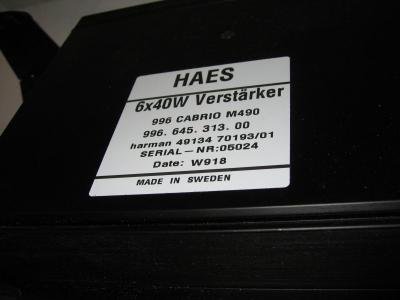 HAES
6x40W Verstärker
996 CABRIO M490
996. 645. 313. 00
harman 49134 70193/01
SERIAL-NR:05024
Date: W918
MADE IN SWEDEN